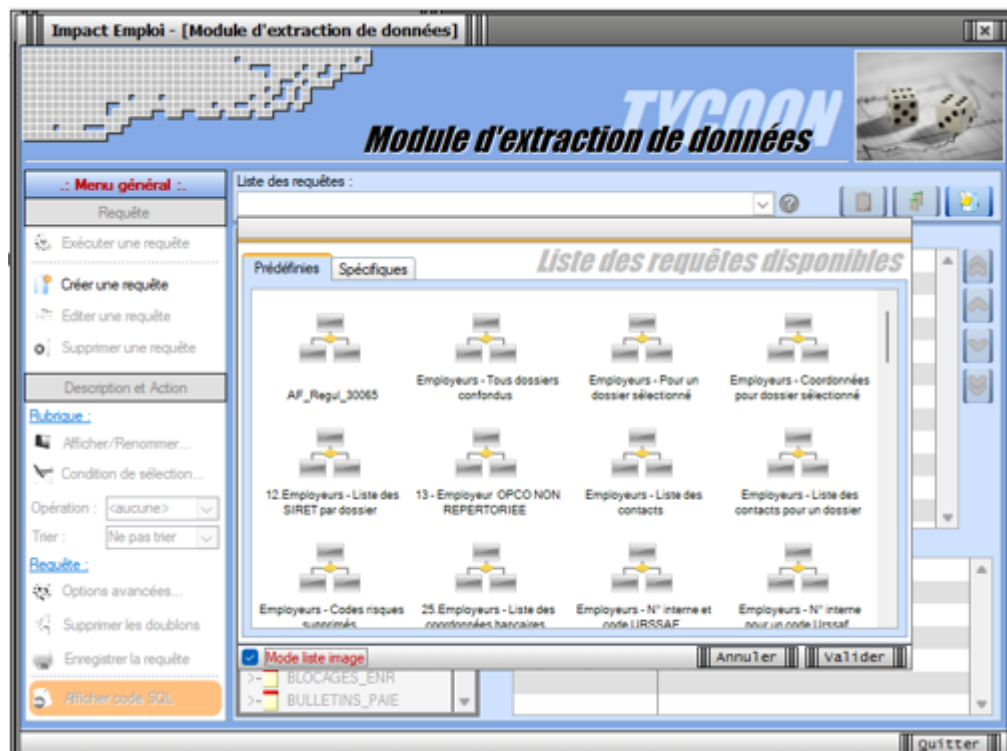 Impact Emploi - [Module d'extraction de données]
TYCOON
Module d'extraction de données
.: Menu général :.
Requête
Exécuter une requête
Créer une requête
Editer une requête
Supprimer une requête
Description et Action
Rubrique :
Afficher/Renommer...
Condition de sélection...
Opération : <aucune>
Trier : Ne pas trier
Requête :
Options avancées...
Supprimer les doublons
Enregistrer la requête
Afficher code SQL
Liste des requêtes :
Prédéfinies
Spécifiques
Liste des requêtes disponibles
AF_Regul_30065
Employeurs - Tous dossiers
confondus
Employeurs - Pour un
dossier sélectionné
Employeurs - Coordonnées
pour dossier sélectionné
12.Employeurs - Liste des
SIRET par dossier
13 - Employeur OPCO NON
REPERTORIEE
Employeurs - Liste des
contacts
Employeurs - Liste des
contacts pour un dossier
Employeurs - Codes risques
supprimés
25.Employeurs - Liste des
coordonnées bancaires
Employeurs - N° interne et
code URSSAF
Employeurs - N° interne
pour un code Urssaf
Mode liste image
Annuler
Valider
BLOCAGES_ENR
BULLETINS_PAIE
Quitter